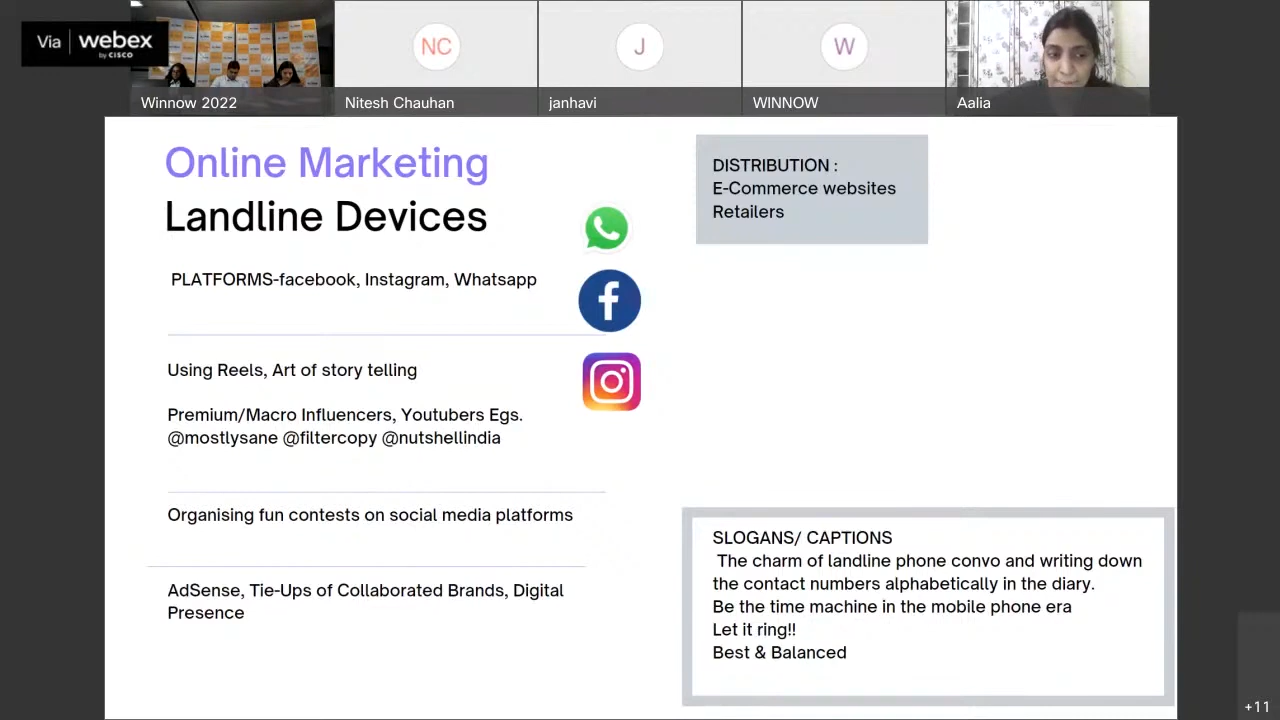 Via webex
by CISCO
NC
J
W
Winnow 2022
Nitesh Chauhan
janhavi
WINNOW
Aalia
Online Marketing
Landline Devices
PLATFORMS-facebook, Instagram, Whatsapp
Using Reels, Art of story telling
Premium/Macro Influencers, Youtubers Egs.
@mostlysane @filtercopy @nutshellindia
Organising fun contests on social media platforms
AdSense, Tie-Ups of Collaborated Brands, Digital
Presence
DISTRIBUTION :
E-Commerce websites
Retailers
SLOGANS/ CAPTIONS
The charm of landline phone convo and writing down
the contact numbers alphabetically in the diary.
Be the time machine in the mobile phone era
Let it ring!!
Best & Balanced
+11